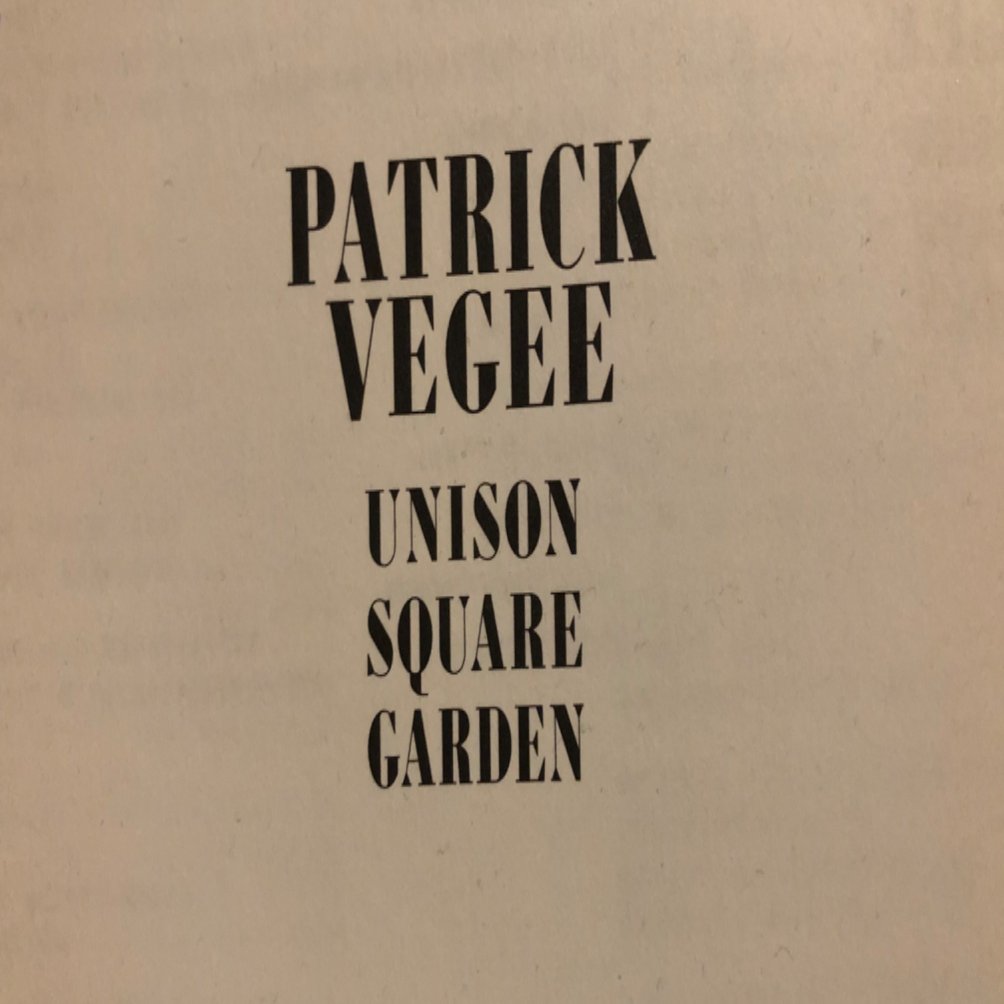 PATRICK
VEGEE
UNISON
SQUARE
GARDEN